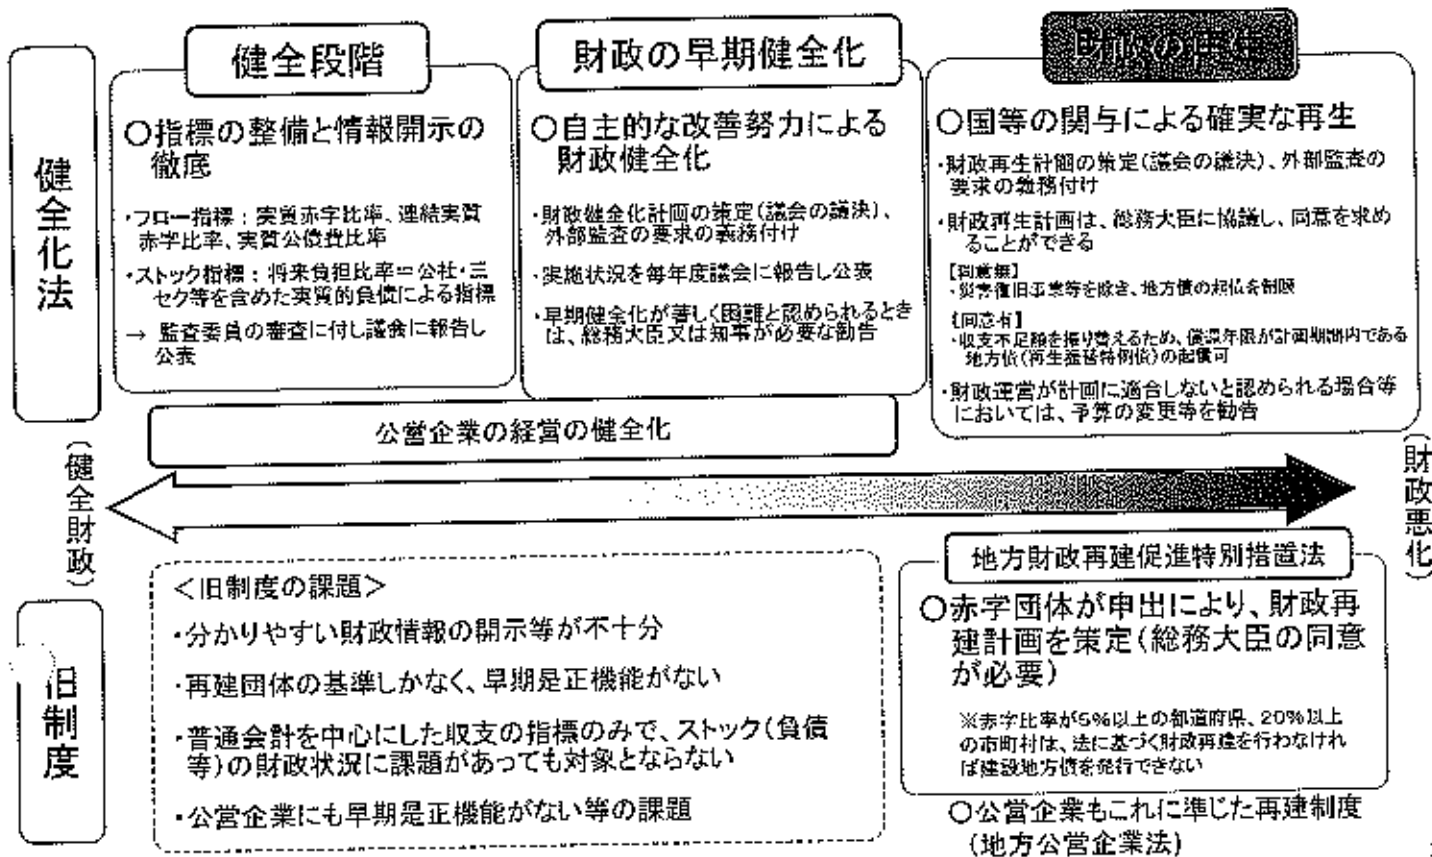 健全化法
健全段階
〇指標の整備と情報開示の
徹底
・フロー指標：実質赤字比率、連結実質
赤字比率、実質公債費比率
・ストック指標：将来負担比率＝公社・三
セク等を含めた実質的負債による指標
→ 監査委員の審査に付し議会に報告し
公表
財政の早期健全化
〇自主的な改善努力による
財政健全化
・財政健全化計画の策定(議会の議決)、
外部監査の要求の義務付け
・実施状況を毎年度議会に報告し公表
・早期健全化が著しく困難と認められるとき
は、総務大臣又は知事が必要な勧告
財政の再生
〇国等の関与による確実な再生
・財政再生計画の策定(議会の議決)、外部監査の
要求の義務付け
・財政再生計画は、総務大臣に協議し、同意を求め
ることができる
【同意無】
・災害復旧事業等を除き、地方債の起債を制限
【同意有】
・収支不足額を振り替えるため、償還年限が計画期間内である
地方債(再生振替特例債)の起債可
・財政運営が計画に適合しないと認められる場合等
においては、予算の変更等を勧告
公営企業の経営の健全化
(健全財政)
(財政悪化)
旧制度
＜旧制度の課題＞
・分かりやすい財政情報の開示等が不十分
・再建団体の基準しかなく、早期是正機能がない
・普通会計を中心にした収支の指標のみで、ストック(負債
等)の財政状況に課題があっても対象とならない
・公営企業にも早期是正機能がない等の課題
地方財政再建促進特別措置法
〇赤字団体が申出により、財政再
建計画を策定(総務大臣の同意
が必要)
※赤字比率が5%以上の都道府県、20%以上
の市町村は、法に基づく財政再建を行わなけれ
ば建設地方債を発行できない
〇公営企業もこれに準じた再建制度
(地方公営企業法)